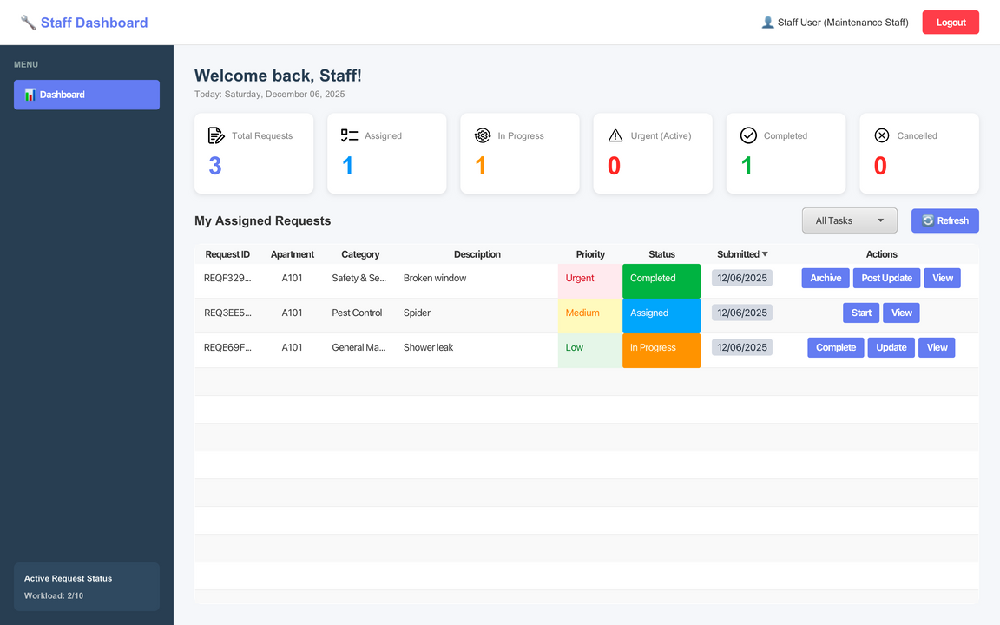 Staff Dashboard
Staff User (Maintenance Staff)
Logout
MENU
Dashboard
Welcome back, Staff!
Today: Saturday, December 06, 2025
Total Requests
3
Assigned
1
In Progress
1
Urgent (Active)
0
Completed
1
Cancelled
0
My Assigned Requests
All Tasks
Refresh
Request ID Apartment Category Description Priority Status Submitted Actions
REQF329... A101 Safety & Se... Broken window Urgent Completed 12/06/2025 Archive Post Update View
REQ3EE5... A101 Pest Control Spider Medium Assigned 12/06/2025 Start View
REQE69F... A101 General Ma... Shower leak Low In Progress 12/06/2025 Complete Update View
Active Request Status
Workload: 2/10